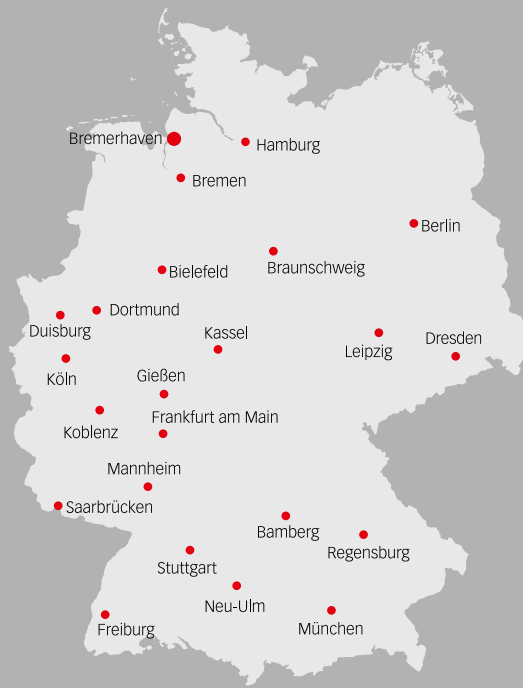 Bremerhaven
Hamburg
Bremen
Berlin
Braunschweig
Bielefeld
Dortmund
Duisburg
Kassel
Dresden
Leipzig
Köln
Gießen
Frankfurt am Main
Koblenz
Mannheim
Saarbrücken
Bamberg
Regensburg
Stuttgart
Neu-Ulm
Freiburg
München